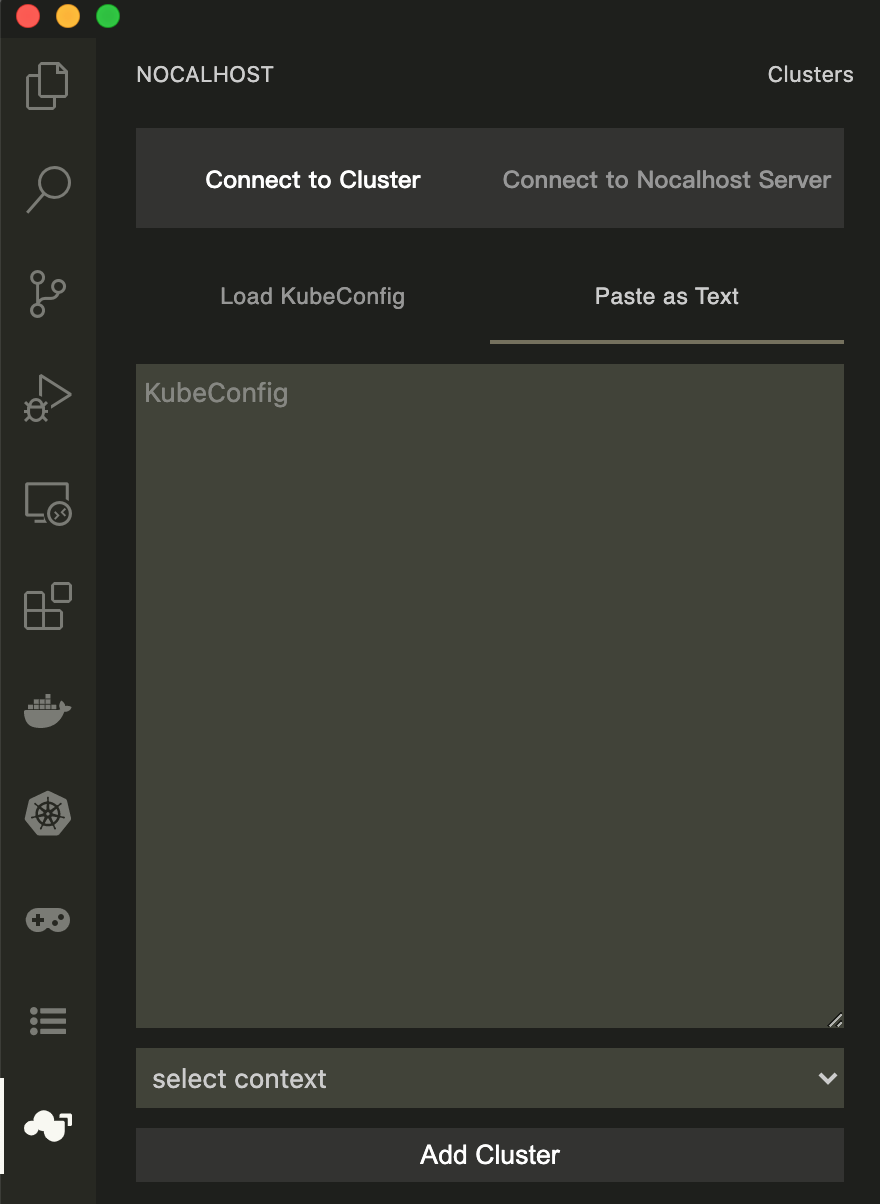 NOCALHOST
Clusters
Connect to Cluster
Connect to Nocalhost Server
Load KubeConfig
Paste as Text
KubeConfig
select context
Add Cluster